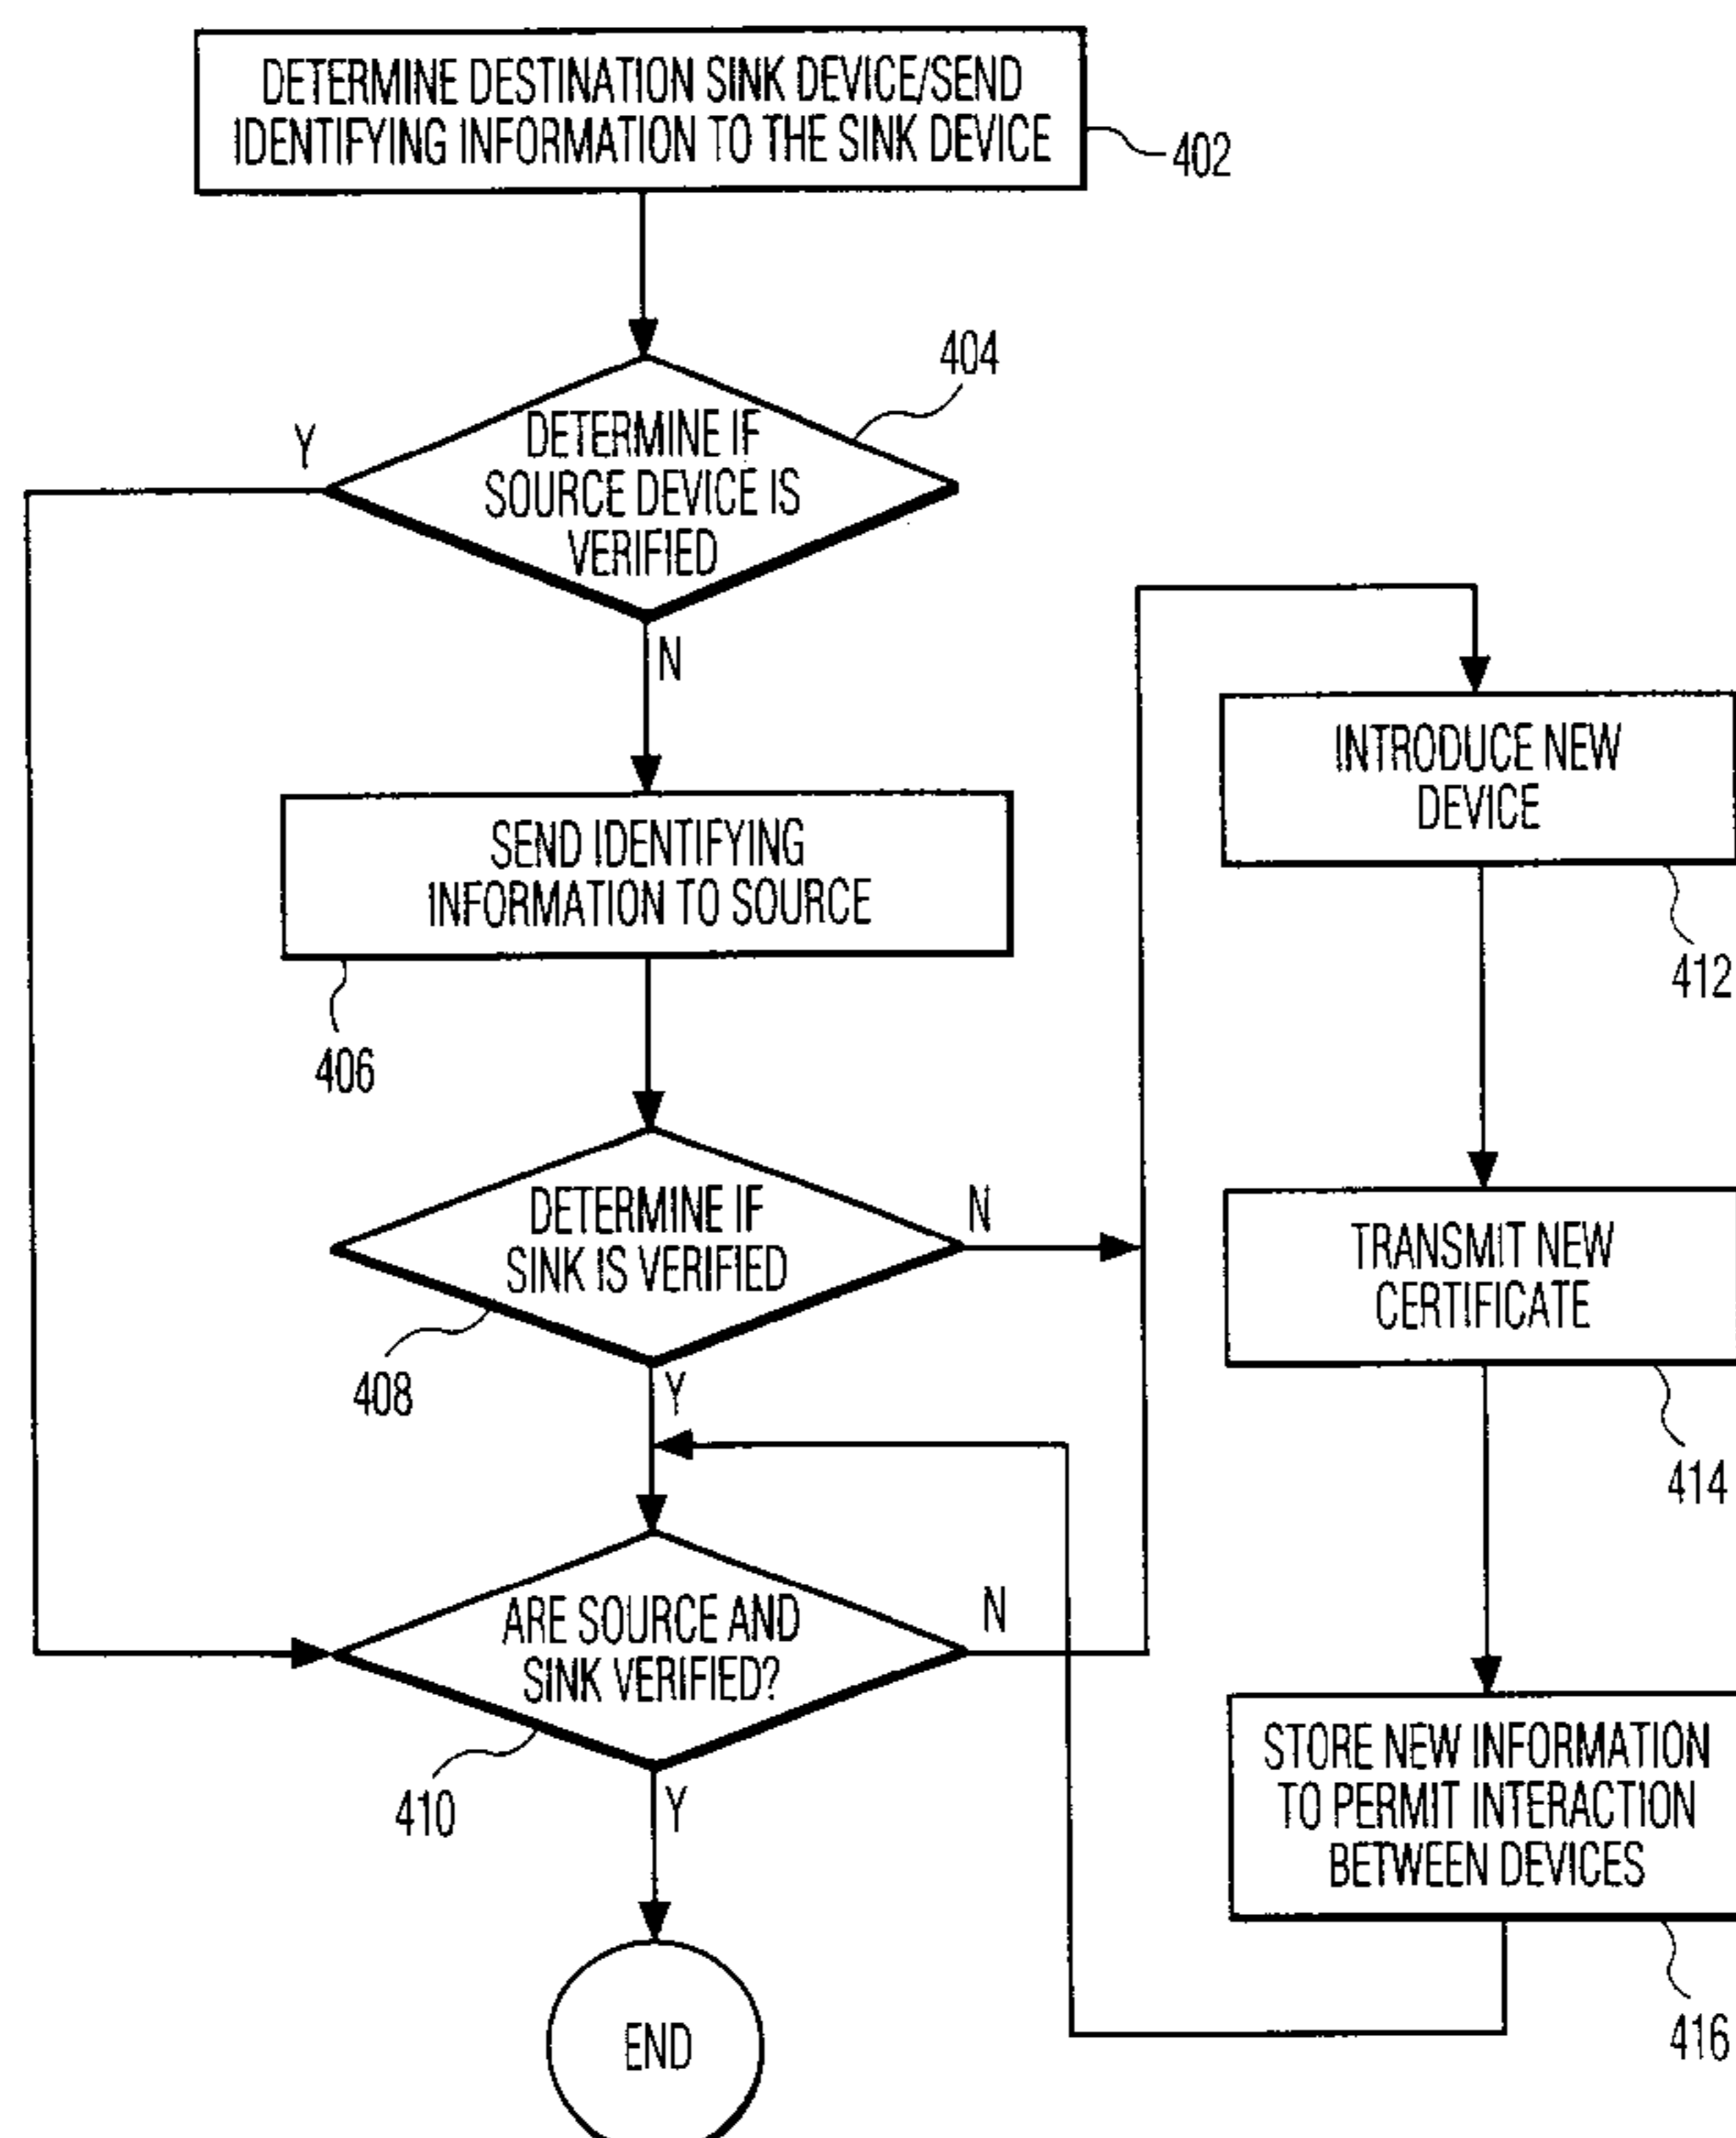 DETERMINE DESTINATION SINK DEVICE/SEND
IDENTIFYING INFORMATION TO THE SINK DEVICE
402
404
DETERMINE IF
SOURCE DEVICE IS
VERIFIED
Y
N
SEND IDENTIFYING
INFORMATION TO SOURCE
406
DETERMINE IF
SINK IS VERIFIED
N
408
Y
ARE SOURCE AND
SINK VERIFIED?
N
410
Y
END
INTRODUCE NEW
DEVICE
412
TRANSMIT NEW
CERTIFICATE
414
STORE NEW INFORMATION
TO PERMIT INTERACTION
BETWEEN DEVICES
416